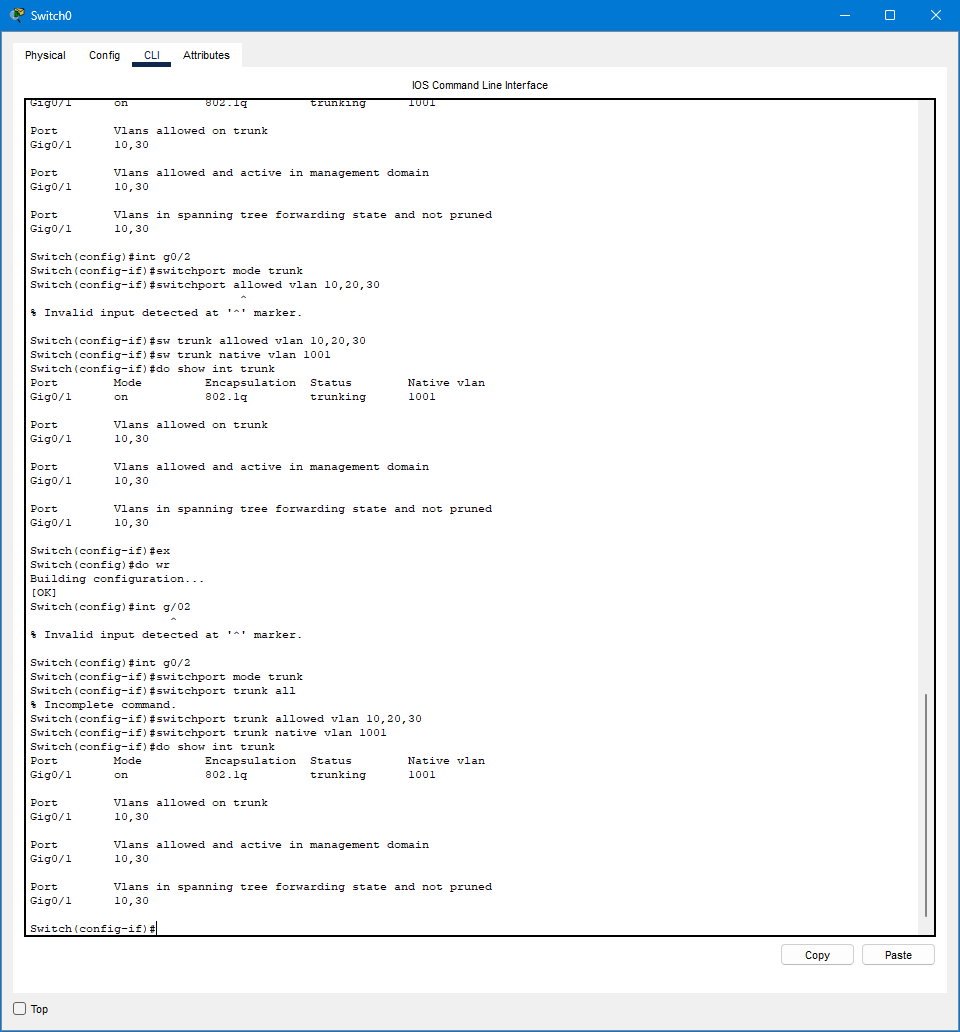 Switch0
Physical Config CLI Attributes
IOS Command Line Interface
Gig0/1 on 802.1q trunking 1001
Port Vlans allowed on trunk
Gig0/1 10,30
Port Vlans allowed and active in management domain
Gig0/1 10,30
Port Vlans in spanning tree forwarding state and not pruned
Gig0/1 10,30
Switch(config)#int g0/2
Switch(config-if)#switchport mode trunk
Switch(config-if)#switchport allowed vlan 10,20,30
^
% Invalid input detected at '^' marker.
Switch(config-if)#sw trunk allowed vlan 10,20,30
Switch(config-if)#sw trunk native vlan 1001
Switch(config-if)#do show int trunk
Port Mode Encapsulation Status Native vlan
Gig0/1 on 802.1q trunking 1001
Port Vlans allowed on trunk
Gig0/1 10,30
Port Vlans allowed and active in management domain
Gig0/1 10,30
Port Vlans in spanning tree forwarding state and not pruned
Gig0/1 10,30
Switch(config-if)#ex
Switch(config)#do wr
Building configuration...
[OK]
Switch(config)#int g/02
^
% Invalid input detected at '^' marker.
Switch(config)#int g0/2
Switch(config-if)#switchport mode trunk
Switch(config-if)#switchport trunk all
% Incomplete command.
Switch(config-if)#switchport trunk allowed vlan 10,20,30
Switch(config-if)#switchport trunk native vlan 1001
Switch(config-if)#do show int trunk
Port Mode Encapsulation Status Native vlan
Gig0/1 on 802.1q trunking 1001
Port Vlans allowed on trunk
Gig0/1 10,30
Port Vlans allowed and active in management domain
Gig0/1 10,30
Port Vlans in spanning tree forwarding state and not pruned
Gig0/1 10,30
Switch(config-if)#
Copy Paste
Top